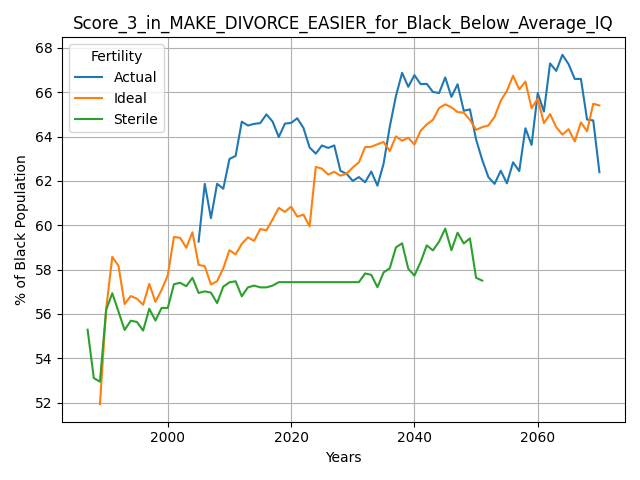 Score_3_in_MAKE_DIVORCE_EASIER_for_Black_Below_Average_IQ
Fertility
Actual
Ideal
Sterile
% of Black Population
68
66
64
62
60
58
56
54
52
2000
2020
2040
2060
Years